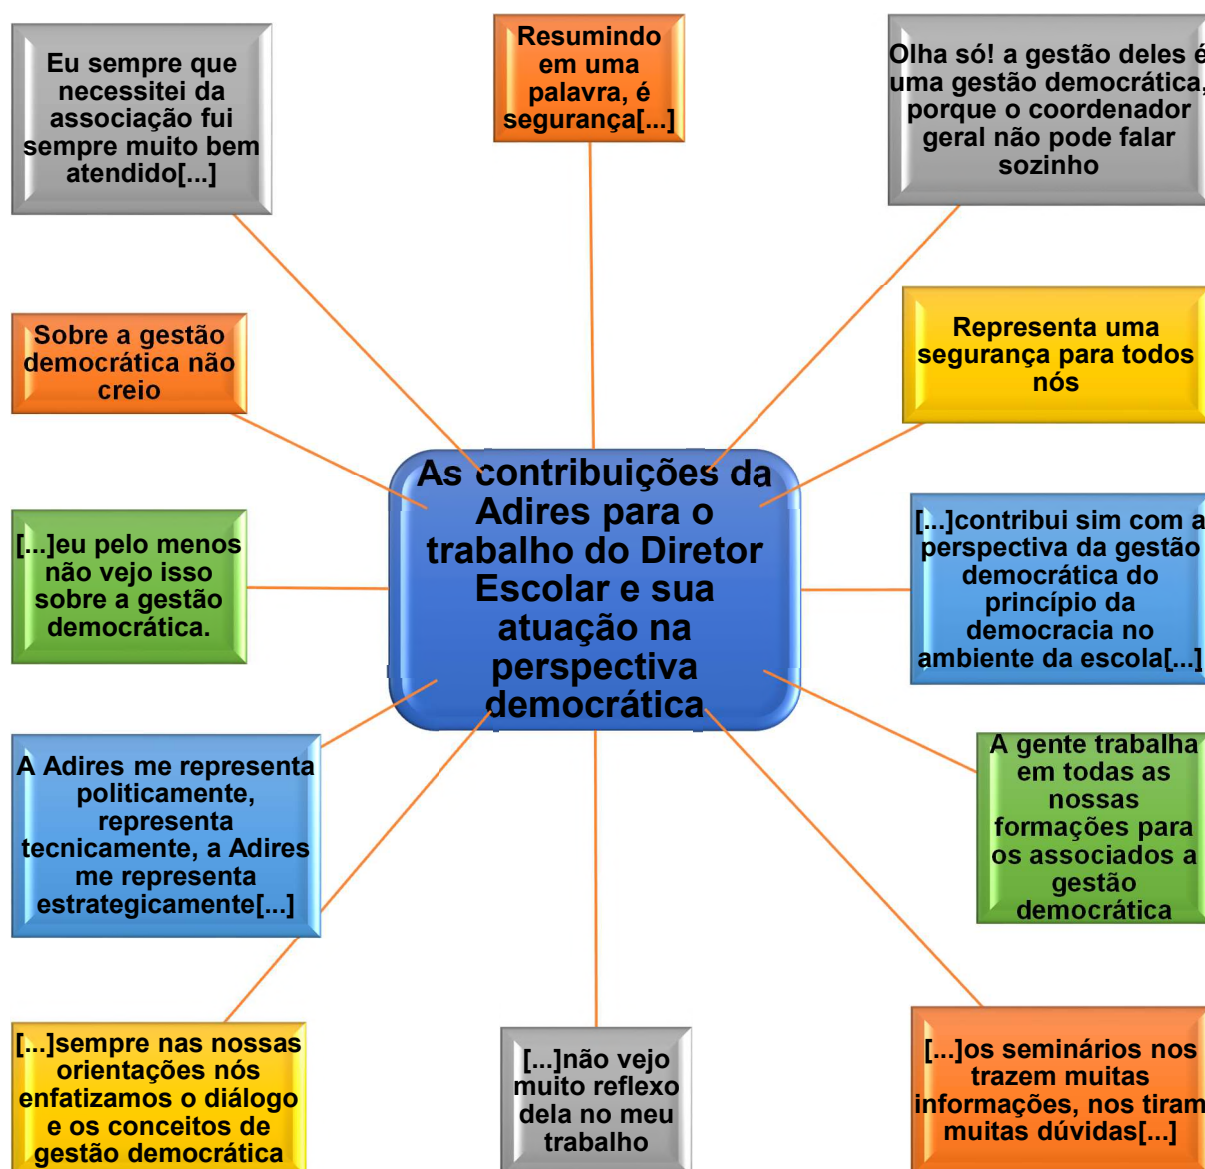 Eu sempre que
necessitei da
associação fui
sempre muito bem
atendido[...]
Resumindo
em uma
palavra, é
segurança[...]
Olha só! a gestão deles é
uma gestão democrática,
porque o coordenador
geral não pode falar
sozinho
Sobre a gestão
democrática não
creio
Representa uma
segurança para todos
nós
As contribuições da
Adires para o
trabalho do Diretor
Escolar e sua
atuação na
perspectiva
democrática
[...]eu pelo menos
não vejo isso
sobre a gestão
democrática.
[...]contribui sim com a
perspectiva da gestão
democrática do
princípio da
democracia no
ambiente da escola[...]
A Adires me representa
politicamente,
representa
tecnicamente, a Adires
me representa
estrategicamente[...]
A gente trabalha
em todas as
nossas
formações para
os associados a
gestão
democrática
[...]sempre nas nossas
orientações nós
enfatizamos o diálogo
e os conceitos de
gestão democrática
[...]não vejo
muito reflexo
dela no meu
trabalho
[...]os seminários nos
trazem muitas
informações, nos tiram
muitas dúvidas[...]